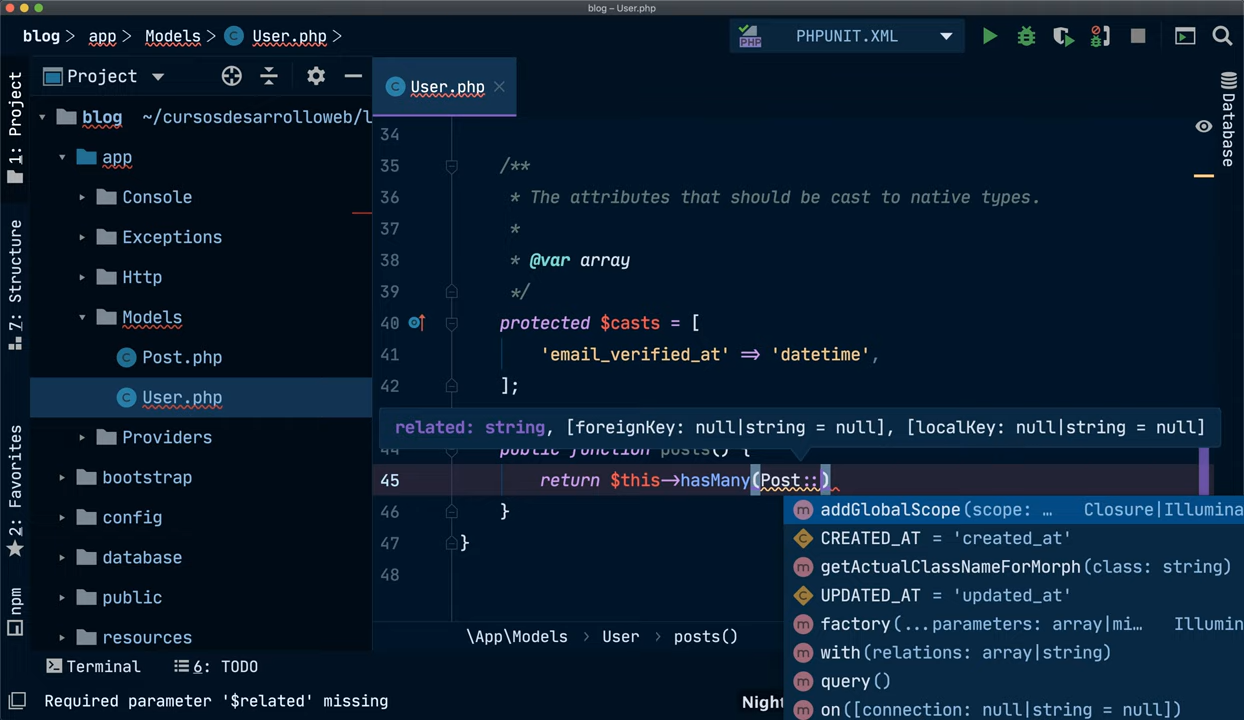 blog – User.php
blog > app > Models > User.php >
PHP PHPUNIT.XML
1: Project
7: Structure
2: Favorites
npm
Project
blog ~/cursosdesarrolloweb/l
app
Console
Exceptions
Http
Models
Post.php
User.php
Providers
bootstrap
config
database
public
resources
User.php
Database
34
35 /**
36 * The attributes that should be cast to native types.
37 *
38 * @var array
39 */
40 protected $casts = [
41 'email_verified_at' => 'datetime',
42 ];
related: string, [foreignKey: null|string = null], [localKey: null|string = null]
44 public function posts() {
45 return $this->hasMany(Post::)
46 }
47 }
48
addGlobalScope(scope: … Closure|Illumina
CREATED_AT = 'created_at'
getActualClassNameForMorph(class: string)
UPDATED_AT = 'updated_at'
factory(...parameters: array|mi… Illumin
with(relations: array|string)
query()
on([connection: null|string = null])
\App\Models > User > posts()
Terminal 6: TODO
Required parameter '$related' missing
Night